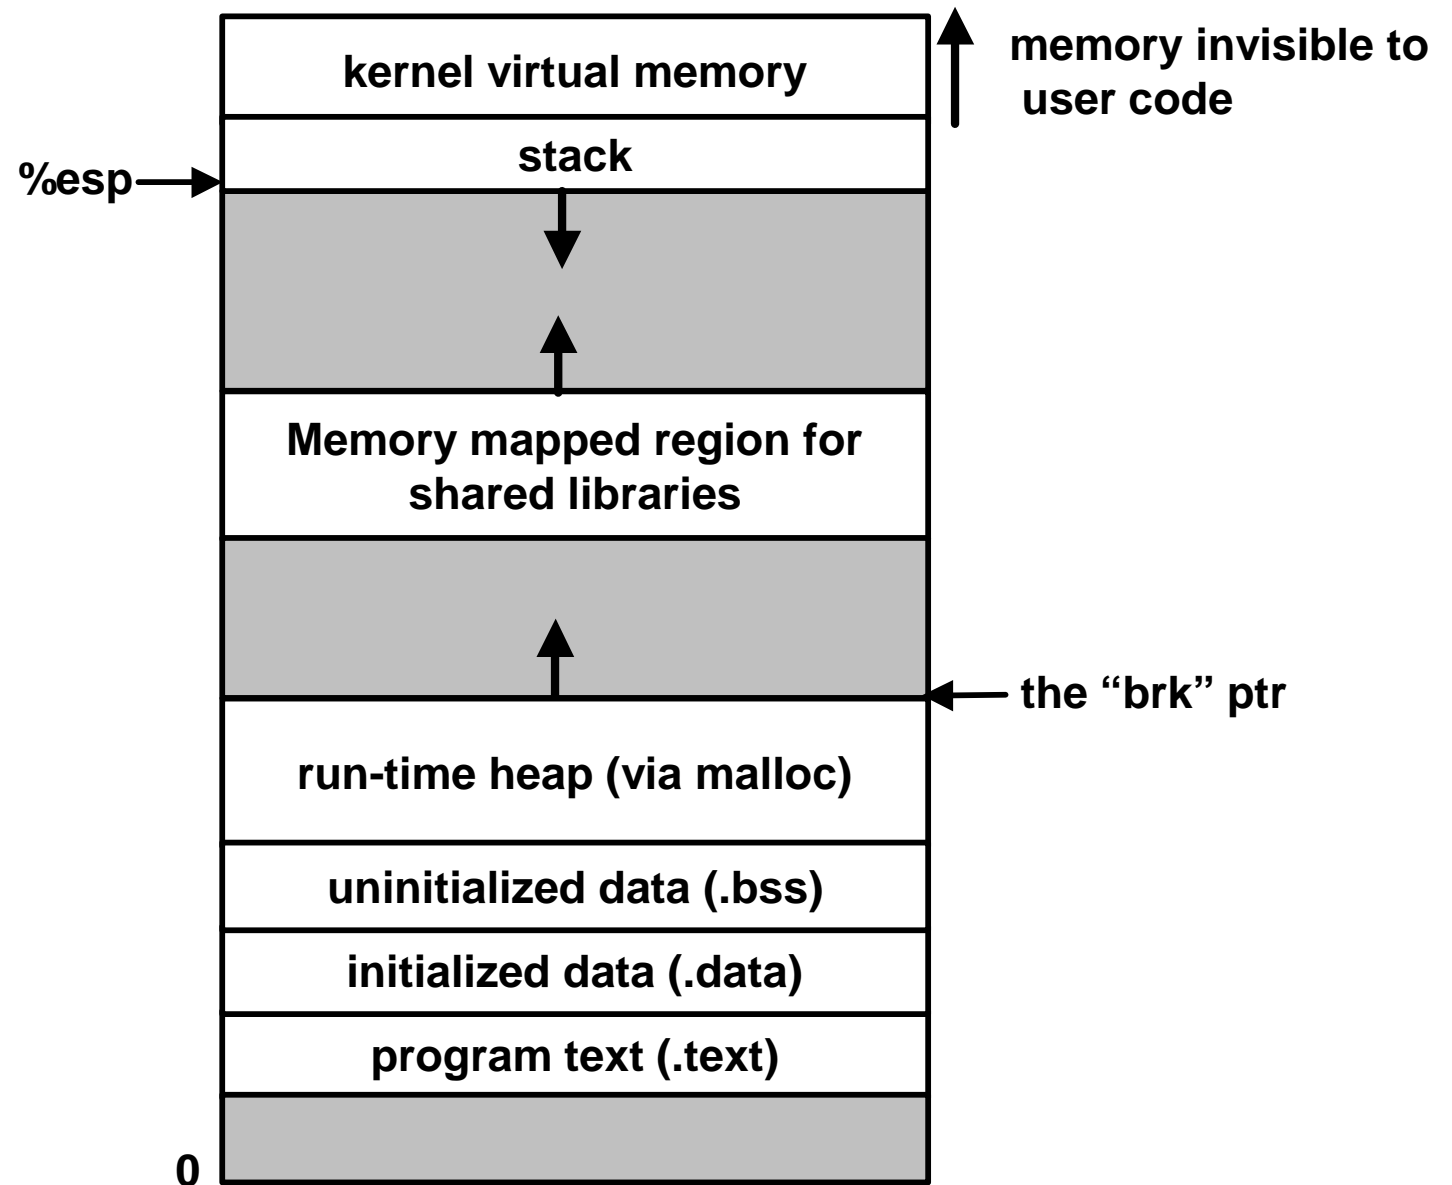 kernel virtual memory
memory invisible to
user code
stack
%esp
Memory mapped region for
shared libraries
the “brk” ptr
run-time heap (via malloc)
uninitialized data (.bss)
initialized data (.data)
program text (.text)
0